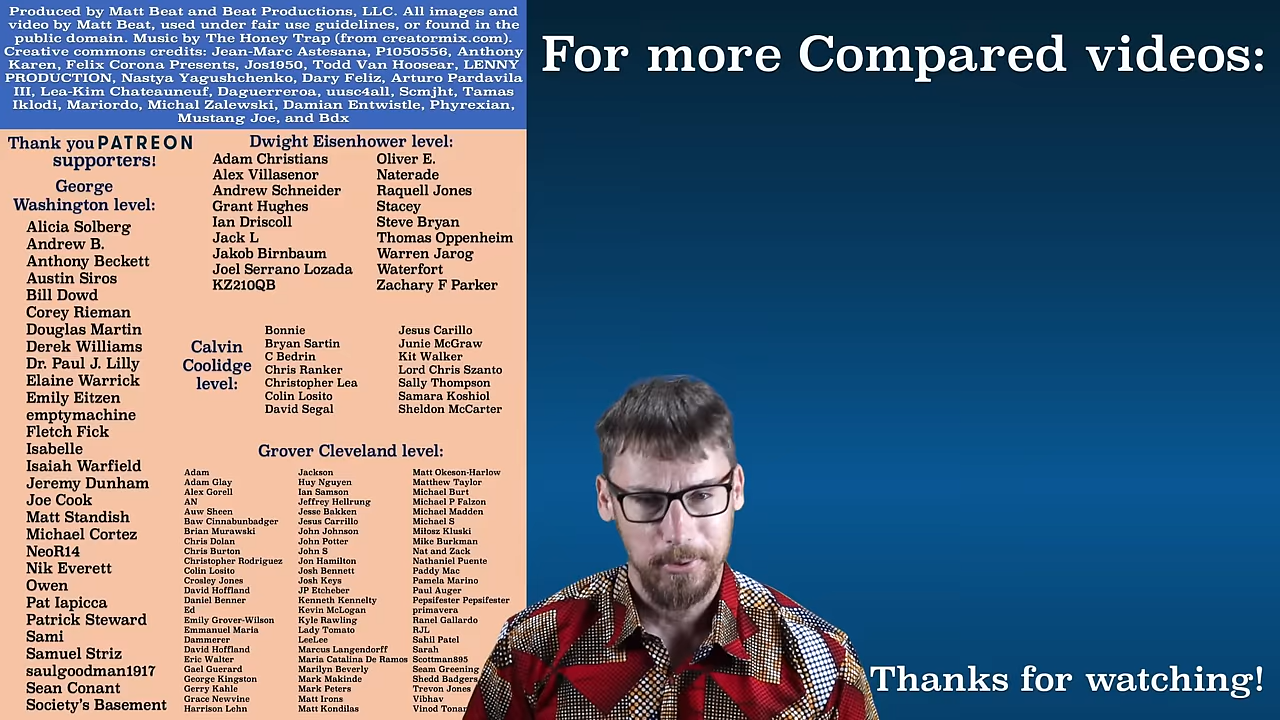 Produced by Matt Beat and Beat Productions, LLC. All images and
video by Matt Beat, used under fair use guidelines, or found in the
public domain. Music by The Honey Trap (from creatormix.com).
Creative commons credits: Jean-Marc Astesana, P1050556, Anthony
Karen, Felix Corona Presents, Jos1950, Todd Van Hoosear, LENNY
PRODUCTION, Nastya Yagushchenko, Dary Feliz, Arturo Pardavila
III, Lea-Kim Chateauneuf, Daguerreroa, uusc4all, Scmjht, Tamas
Iklodi, Mariordo, Michal Zalewski, Damian Entwistle, Phyrexian,
Mustang Joe, and Bdx
Thank you PATREON
supporters!
George
Washington level:
Alicia Solberg
Andrew B.
Anthony Beckett
Austin Siros
Bill Dowd
Corey Rieman
Douglas Martin
Derek Williams
Dr. Paul J. Lilly
Elaine Warrick
Emily Eitzen
emptymachine
Fletch Fick
Isabelle
Isaiah Warfield
Jeremy Dunham
Joe Cook
Matt Standish
Michael Cortez
NeoR14
Nik Everett
Owen
Pat Iapicca
Patrick Steward
Sami
Samuel Striz
saulgoodman1917
Sean Conant
Society's Basement
Dwight Eisenhower level:
Adam Christians
Alex Villasenor
Andrew Schneider
Grant Hughes
Ian Driscoll
Jack L
Jakob Birnbaum
Joel Serrano Lozada
KZ210QB
Oliver E.
Naterade
Raquell Jones
Stacey
Steve Bryan
Thomas Oppenheim
Warren Jarog
Waterfort
Zachary F Parker
Calvin
Coolidge
level:
Bonnie
Bryan Sartin
C Bedrin
Chris Ranker
Christopher Lea
Colin Losito
David Segal
Jesus Carillo
Junie McGraw
Kit Walker
Lord Chris Szanto
Sally Thompson
Samara Koshiol
Sheldon McCarter
Grover Cleveland level:
Adam
Adam Glay
Alex Gorell
AN
Auw Sheen
Baw Cinnabunbadger
Brian Murawski
Chris Dolan
Chris Burton
Christopher Rodriguez
Colin Losito
Crosley Jones
David Hoffland
Daniel Benner
Ed
Emily Grover-Wilson
Emmanuel Maria
Dammerer
David Hoffland
Eric Walter
Gael Guerard
George Kingston
Gerry Kahle
Grace Newvine
Harrison Lehn
Jackson
Huy Nguyen
Ian Samson
Jeffrey Hellrung
Jesse Bakken
Jesus Carrillo
John Johnson
John Potter
John S
Jon Hamilton
Josh Bennett
Josh Keys
JP Etcheber
Kenneth Kennelty
Kevin McLogan
Kyle Rawling
Lady Tomato
LeeLee
Marcus Langendorff
Maria Catalina De Ramos
Marilyn Beverly
Mark Makinde
Mark Peters
Matt Irons
Matt Kondilas
Matt Okeson-Harlow
Matthew Taylor
Michael Burt
Michael P Falzon
Michael Madden
Michael S
Miłosz Kluski
Mike Burkman
Nat and Zack
Nathaniel Puente
Paddy Mac
Pamela Marino
Paul Auger
Pepsifester Pepsifester
primavera
Ranel Gallardo
RJL
Sahil Patel
Sarah
Scottman895
Seam Greening
Shedd Badgers
Trevon Jones
Vibhav
Vinod
For more Compared videos:
Thanks for watching!